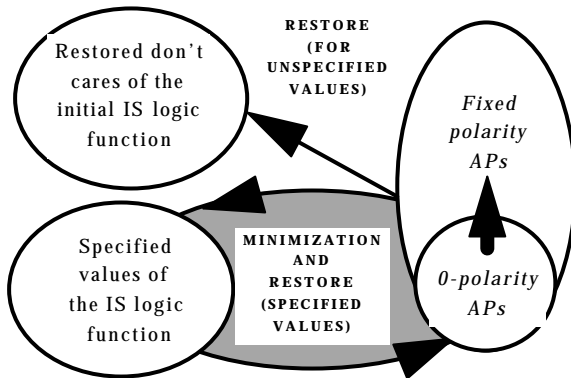 Restored don't
cares of the
initial IS logic
function
RESTORE
(FOR
UNSPECIFIED
VALUES)
Fixed
polarity
APs
Specified
values of
the IS logic
function
MINIMIZATION
AND
RESTORE
(SPECIFIED
VALUES)
0-polarity
APs